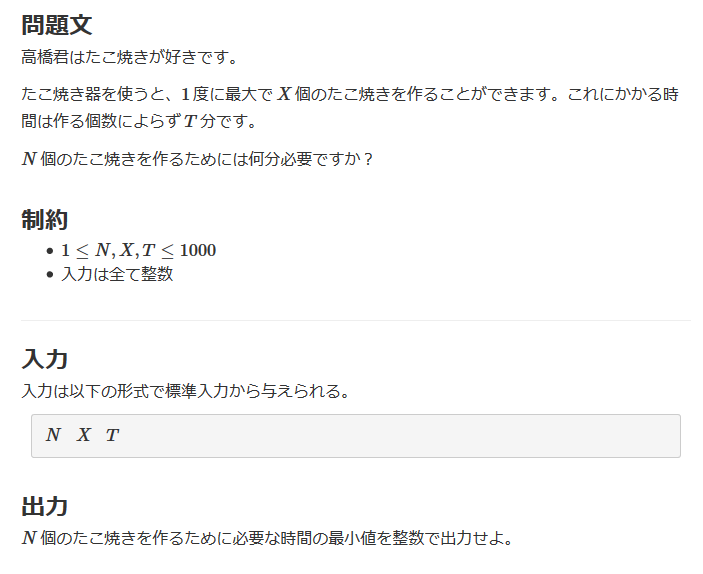 問題文
高橋君はたこ焼きが好きです。
たこ焼き器を使うと、1 度に最大で X 個のたこ焼きを作ることができます。これにかかる時
間は作る個数によらず T 分です。
N 個のたこ焼きを作るためには何分必要ですか？
制約
• 1 ≤ N, X, T ≤ 1000
• 入力は全て整数
入力
入力は以下の形式で標準入力から与えられる。
N X T
出力
N 個のたこ焼きを作るために必要な時間の最小値を整数で出力せよ。